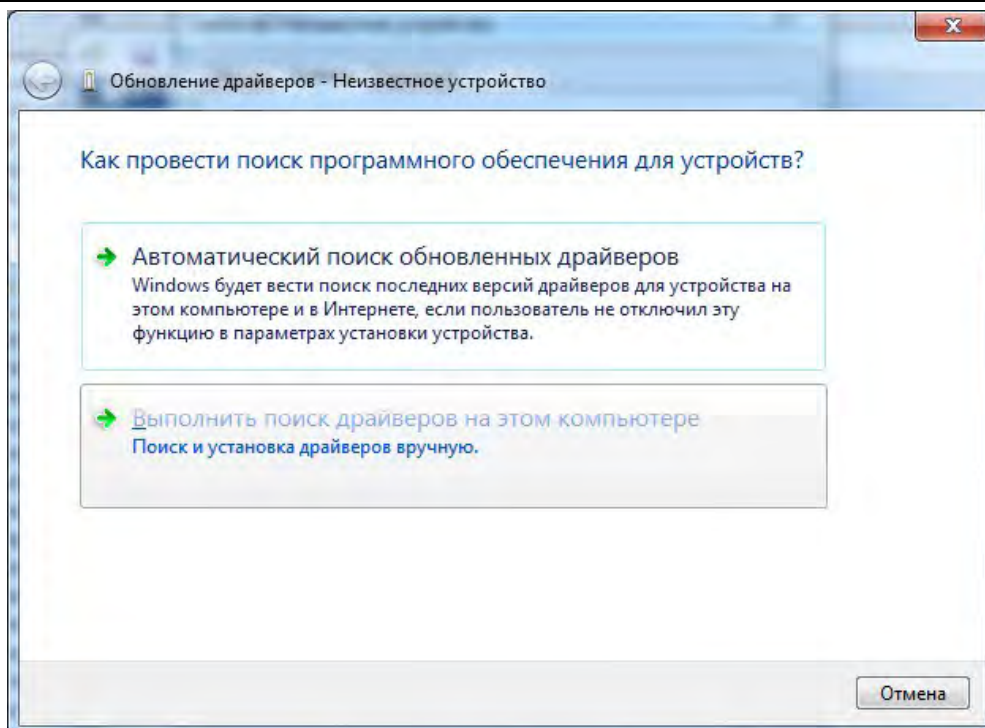 Обновление драйверов - Неизвестное устройство
Как провести поиск программного обеспечения для устройств?
Автоматический поиск обновленных драйверов
Windows будет вести поиск последних версий драйверов для устройства на
этом компьютере и в Интернете, если пользователь не отключил эту
функцию в параметрах установки устройства.
Выполнить поиск драйверов на этом компьютере
Поиск и установка драйверов вручную.
Отмена